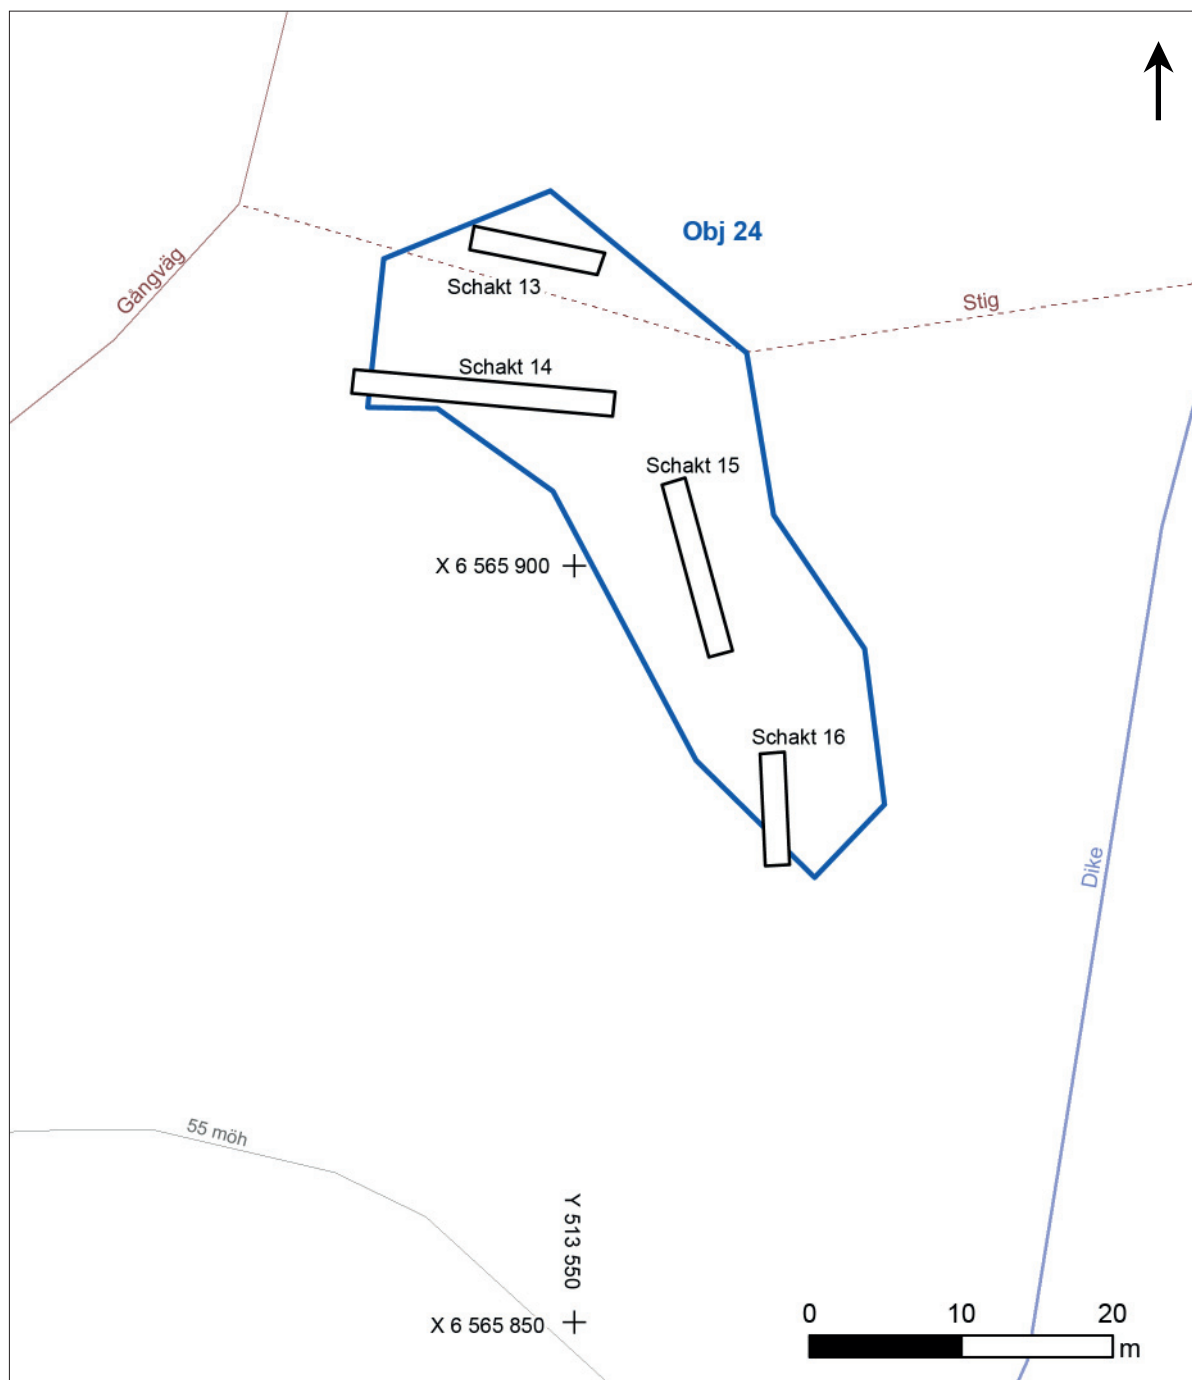 Obj 24
Gångväg
Schakt 13
Stig
Schakt 14
Schakt 15
X 6 565 900
Schakt 16
Dike
55 möh
Y 513 550
X 6 565 850
0 10 20
m